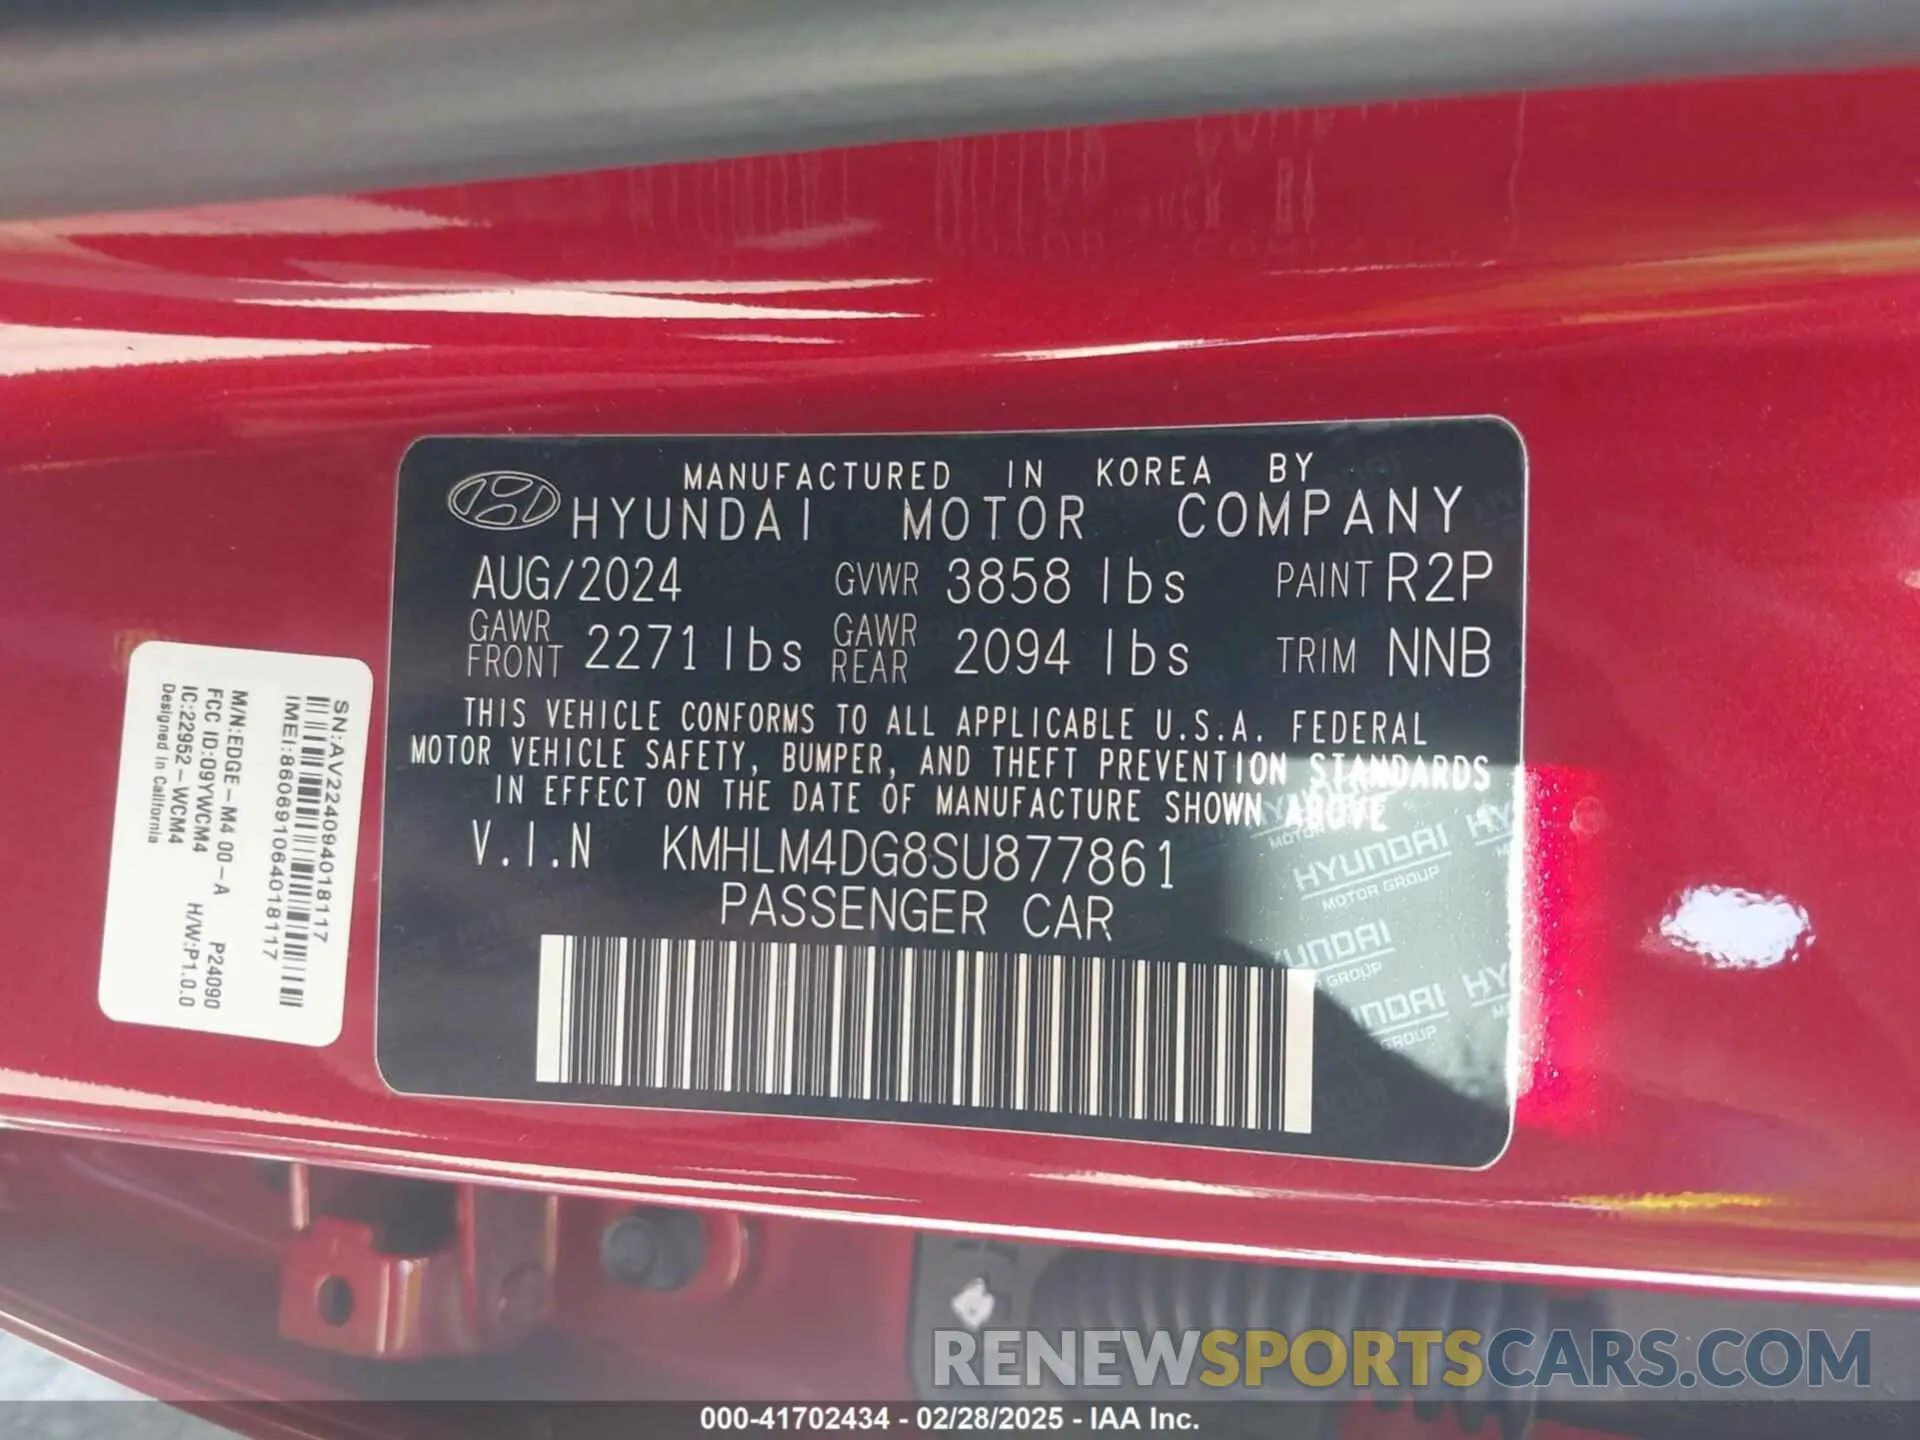 MANUFACTURED IN KOREA BY
HYUNDAI MOTOR COMPANY
AUG/2024 GVWR 3858 lbs PAINT R2P
GAWR FRONT 2271 lbs GAWR REAR 2094 lbs TRIM NNB
THIS VEHICLE CONFORMS TO ALL APPLICABLE U.S.A. FEDERAL
MOTOR VEHICLE SAFETY, BUMPER, AND THEFT PREVENTION STANDARDS
IN EFFECT ON THE DATE OF MANUFACTURE SHOWN ABOVE
V.I.N KMHLM4DG8SU877861
PASSENGER CAR
HYUNDAI
MOTOR GROUP
SN:AV224094018117
IMEI:860691064018117
M/N:EDGE-M4 00-A P24090
FCC ID:O9YWCM4 H/W:P1.0.0
IC:22952-WCM4
Designed in California
RENEWSPORTSCARS.COM
000-41702434 - 02/28/2025 - IAA Inc.